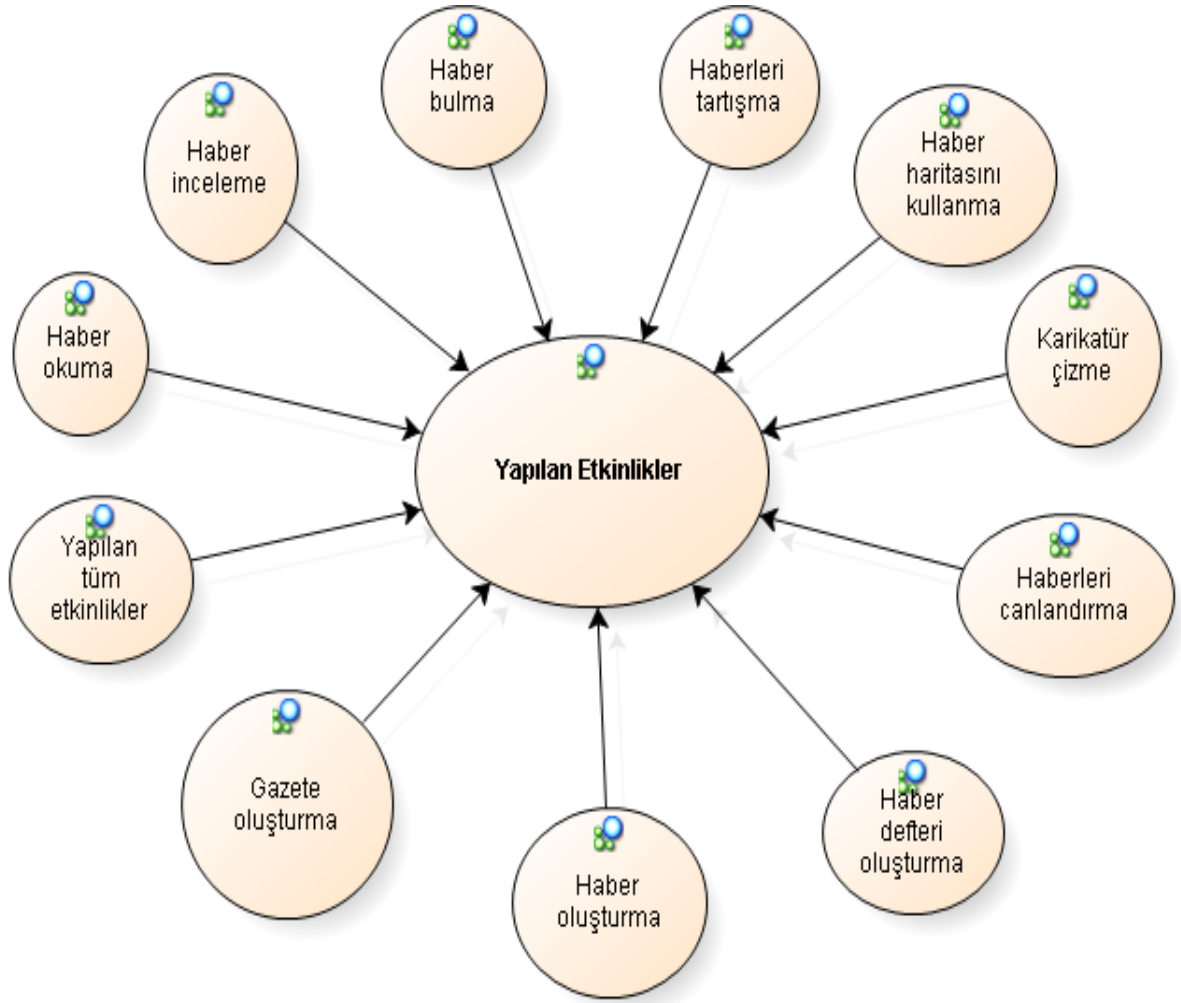 Haber
bulma
Haberleri
tartışma
Haber
haritasını
kullanma
Haber
inceleme
Karikatür
çizme
Haber
okuma
Yapılan Etkinlikler
Yapılan
tüm
etkinlikler
Haberleri
canlandırma
Gazete
oluşturma
Haber
defteri
oluşturma
Haber
oluşturma